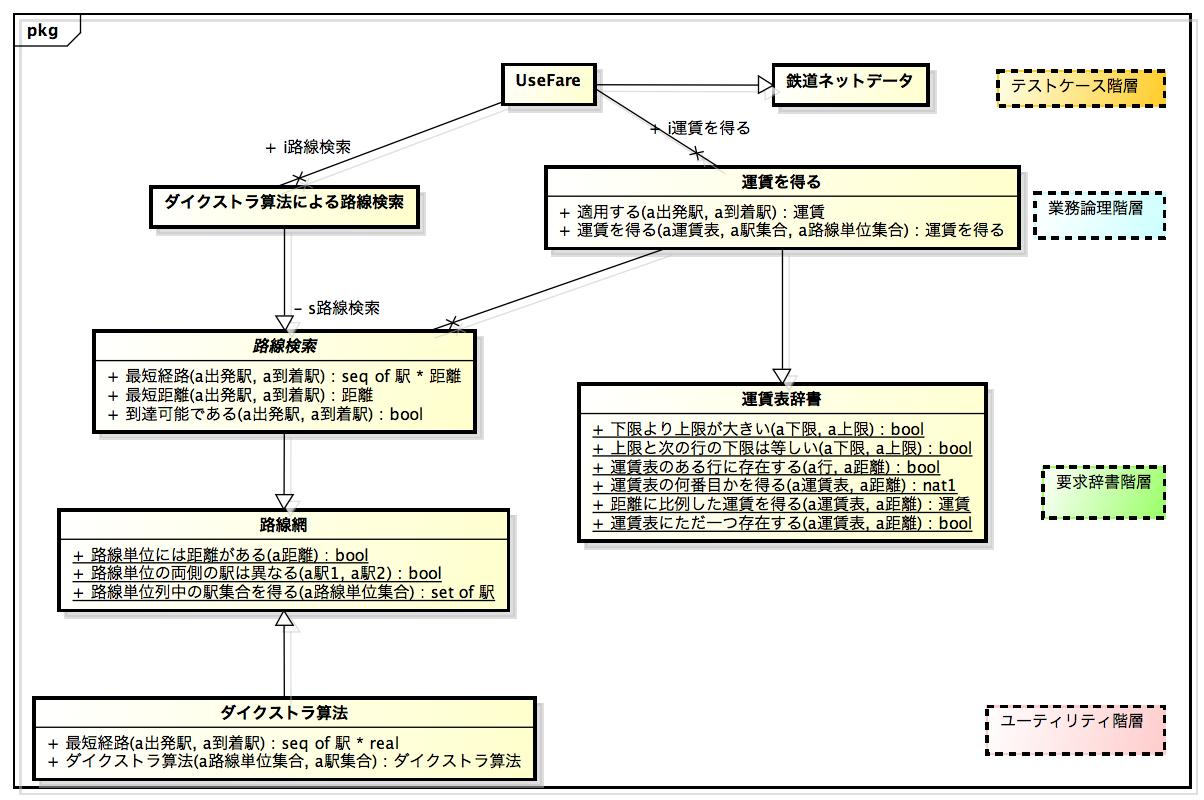 pkg
UseFare
鉄道ネットデータ
テストケース階層
+ i路線検索
+ i運賃を得る
ダイクストラ算法による路線検索
運賃を得る
+ 適用する(a出発駅, a到着駅) : 運賃
+ 運賃を得る(a運賃表, a駅集合, a路線単位集合) : 運賃を得る
業務論理階層
- s路線検索
路線検索
+ 最短経路(a出発駅, a到着駅) : seq of 駅 * 距離
+ 最短距離(a出発駅, a到着駅) : 距離
+ 到達可能である(a出発駅, a到着駅) : bool
運賃表辞書
+ 下限より上限が大きい(a下限, a上限) : bool
+ 上限と次の行の下限は等しい(a下限, a上限) : bool
+ 運賃表のある行に存在する(a行, a距離) : bool
+ 運賃表の何番目かを得る(a運賃表, a距離) : nat1
+ 距離に比例した運賃を得る(a運賃表, a距離) : 運賃
+ 運賃表にただ一つ存在する(a運賃表, a距離) : bool
要求辞書階層
路線網
+ 路線単位には距離がある(a距離) : bool
+ 路線単位の両側の駅は異なる(a駅1, a駅2) : bool
+ 路線単位列中の駅集合を得る(a路線単位集合) : set of 駅
ダイクストラ算法
+ 最短経路(a出発駅, a到着駅) : seq of 駅 * real
+ ダイクストラ算法(a路線単位集合, a駅集合) : ダイクストラ算法
ユーティリティ階層